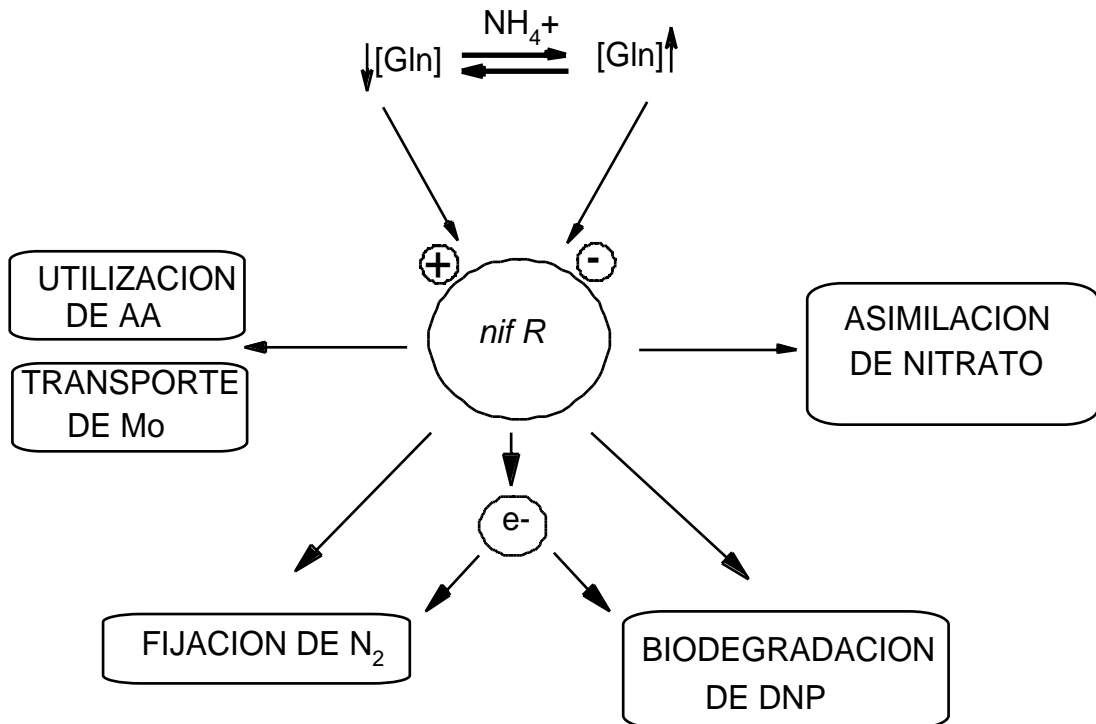 NH4+
[Gln]
[Gln]
+
-
nif R
UTILIZACION
DE AA
TRANSPORTE
DE Mo
ASIMILACION
DE NITRATO
e-
FIJACION DE N2
BIODEGRADACION
DE DNP